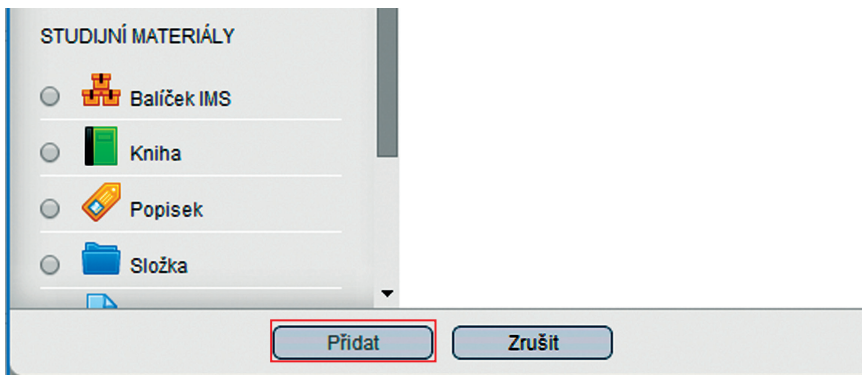 STUDIJNÍ MATERIÁLY
Balíček IMS
Kniha
Popisek
Složka
Přidat Zrušit